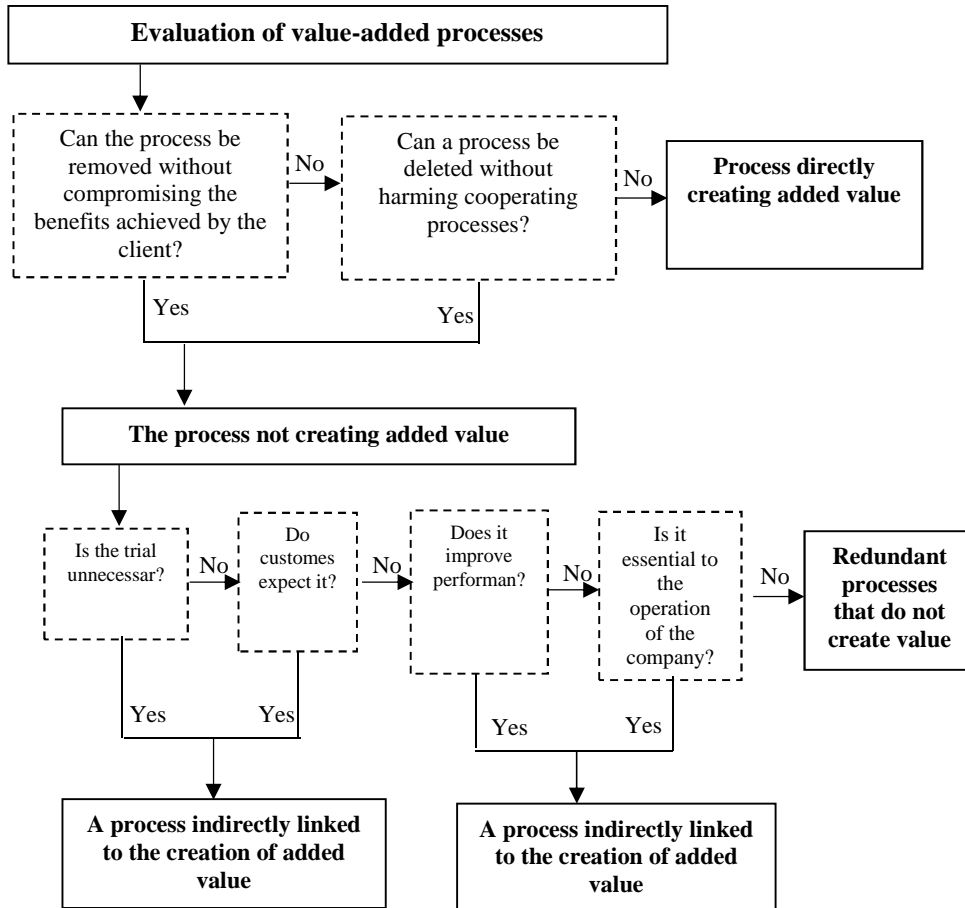 Evaluation of value-added processes
Can the process be
removed without
compromising the
benefits achieved by the
client?
No
Can a process be
deleted without
harming cooperating
processes?
No
Process directly
creating added value
Yes
Yes
The process not creating added value
Is the trial
unnecessar?
No
Do
customes
expect it?
No
Does it
improve
performan?
No
Is it
essential to
the
operation
of the
company?
No
Redundant
processes
that do not
create value
Yes
Yes
Yes
Yes
A process indirectly linked
to the creation of added
value
A process indirectly linked
to the creation of added
value